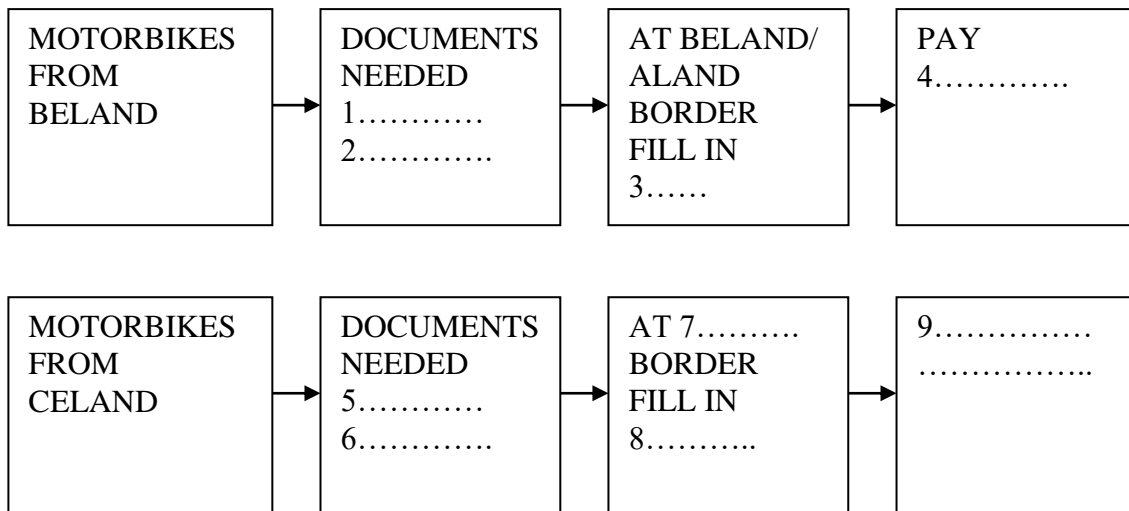 MOTORBIKES
FROM
BELAND
DOCUMENTS
NEEDED
1…………
2………….
AT BELAND/
ALAND
BORDER
FILL IN
3……
PAY
4………….
MOTORBIKES
FROM
CELAND
DOCUMENTS
NEEDED
5…………
6………….
AT 7……….
BORDER
FILL IN
8………..
9……………
……………..